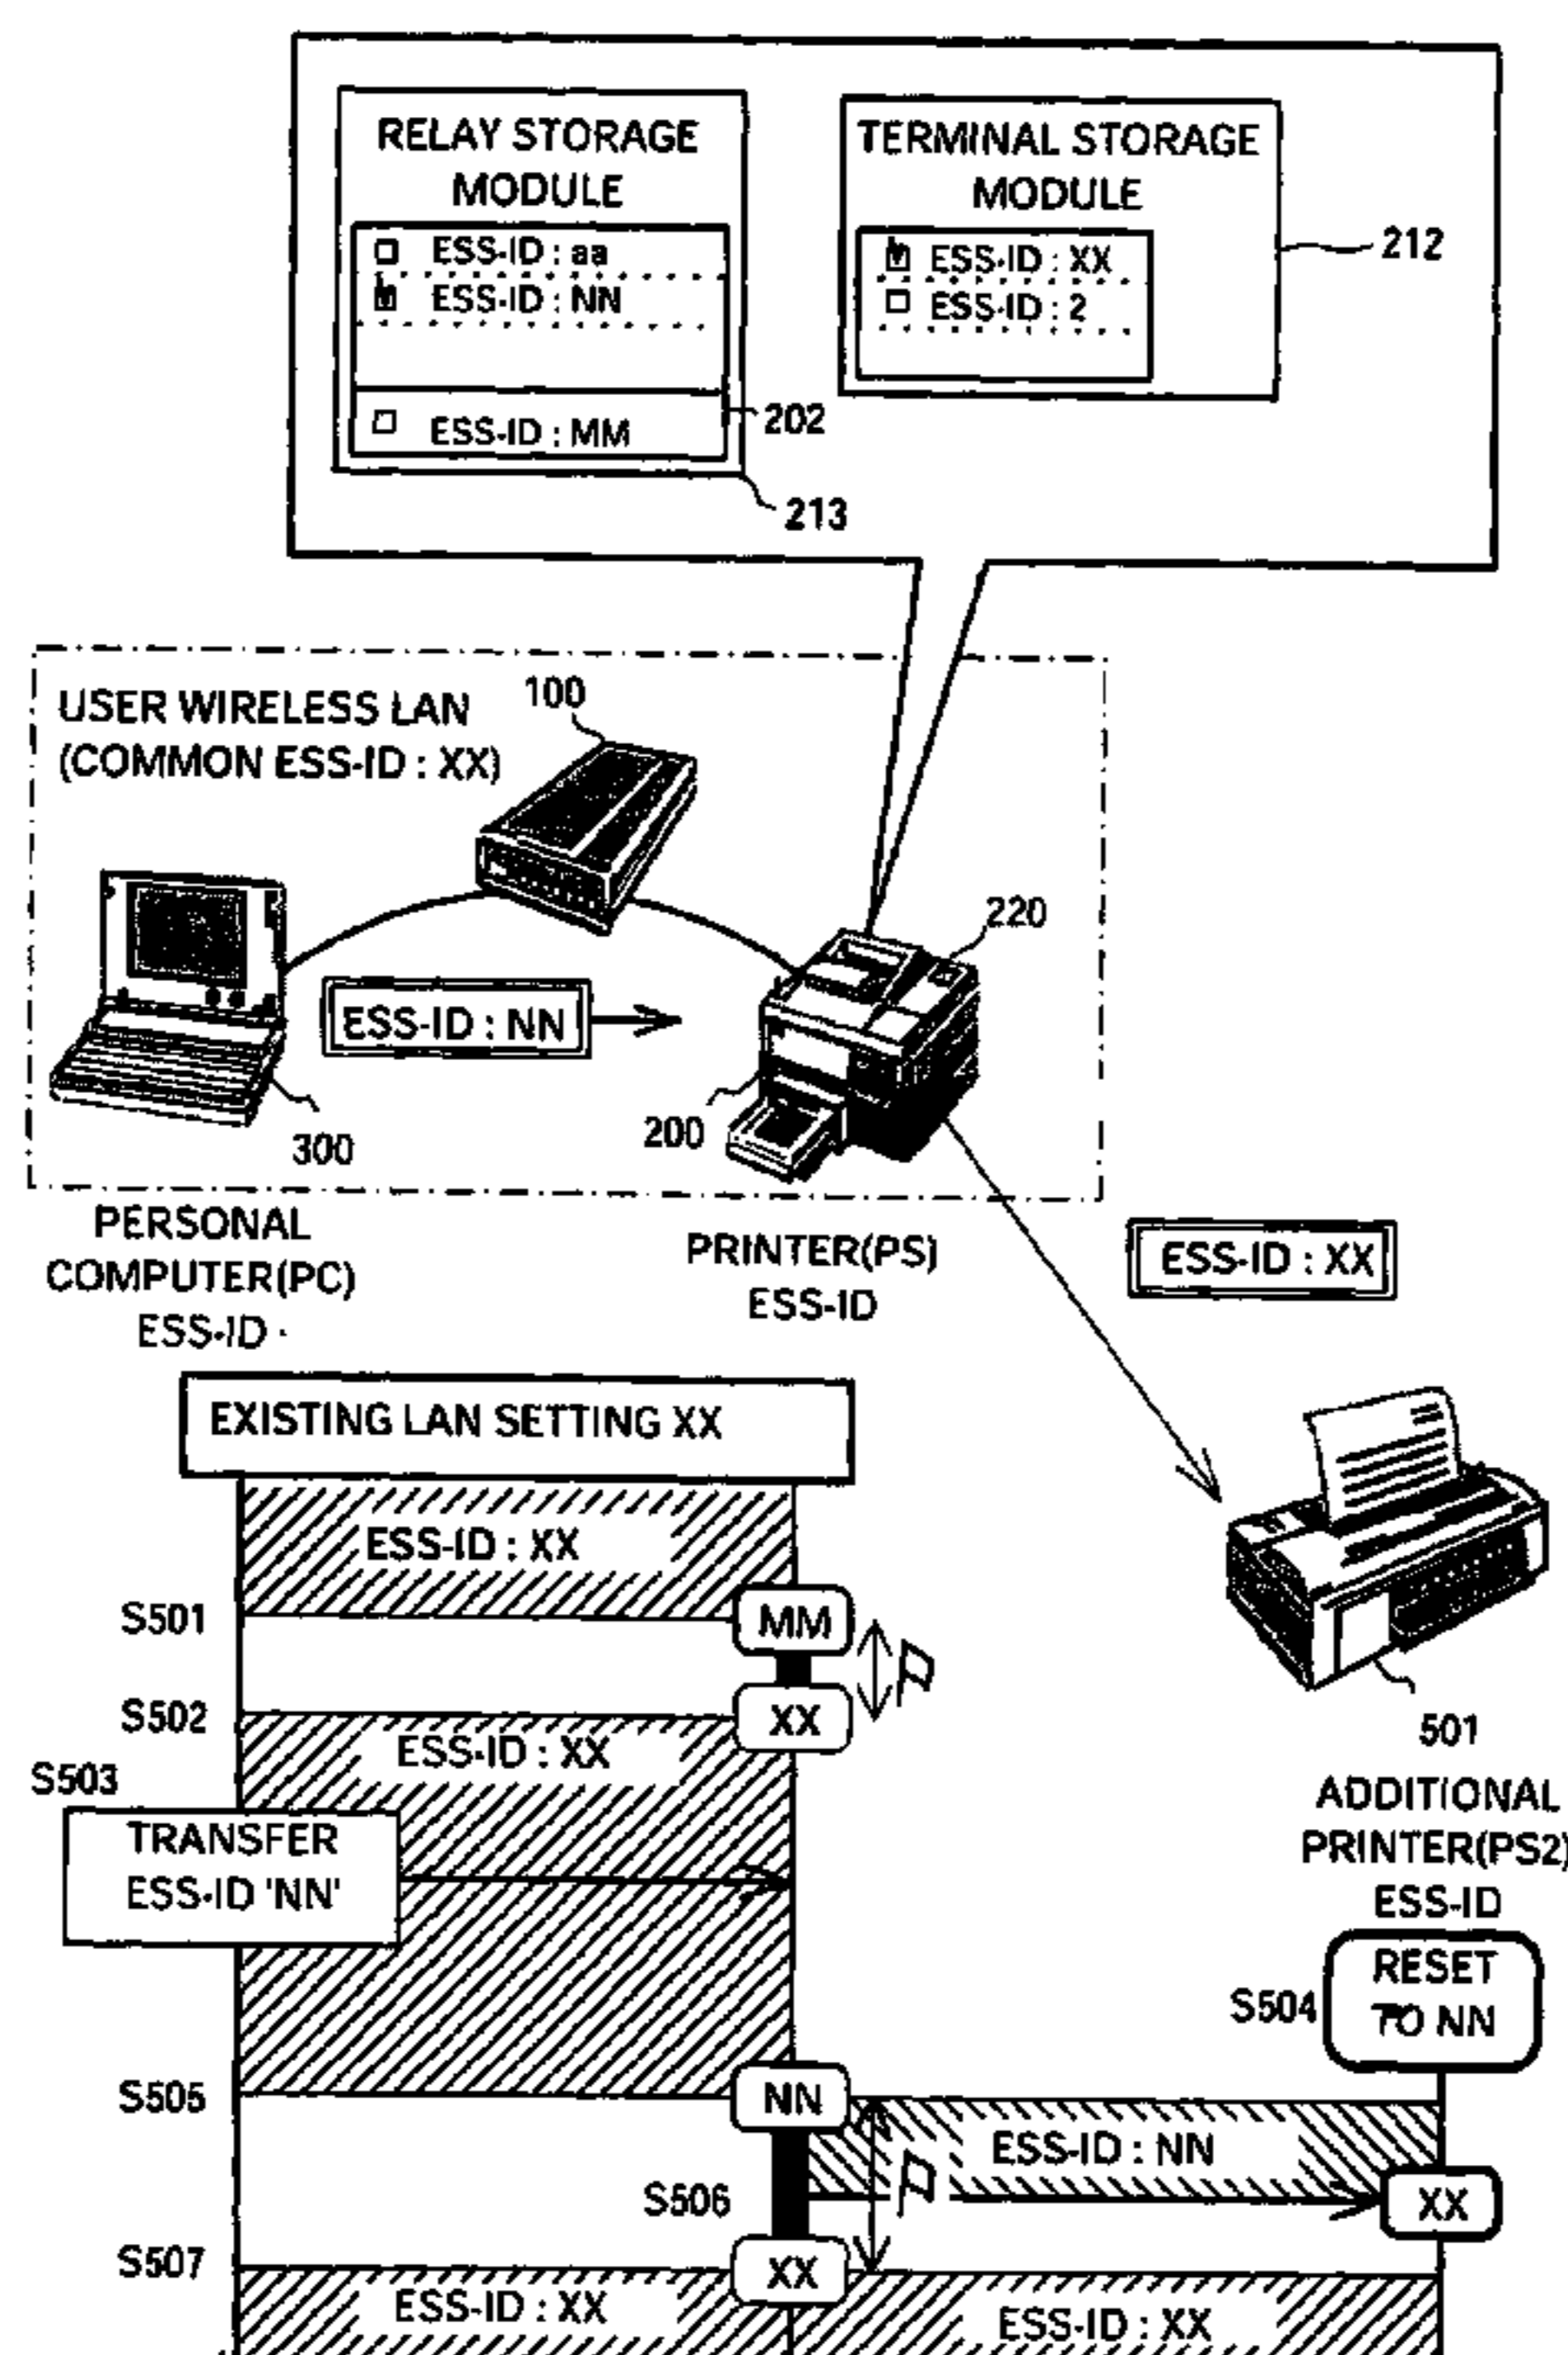 RELAY STORAGE
MODULE
ESS-ID : aa
ESS-ID : NN
ESS-ID : MM
202
213
TERMINAL STORAGE
MODULE
ESS-ID : XX
ESS-ID : 2
212
USER WIRELESS LAN
(COMMON ESS-ID : XX)
100
220
ESS-ID : NN
300
200
PERSONAL
COMPUTER(PC)
ESS-ID
PRINTER(PS)
ESS-ID
ESS-ID : XX
EXISTING LAN SETTING XX
ESS-ID : XX
S501
MM
P
S502
XX
ESS-ID : XX
501
S503
TRANSFER
ESS-ID 'NN'
ADDITIONAL
PRINTER(PS2)
ESS-ID
S504
RESET
TO NN
S505
NN
ESS-ID : NN
P
S506
XX
S507
XX
ESS-ID : XX
ESS-ID : XX